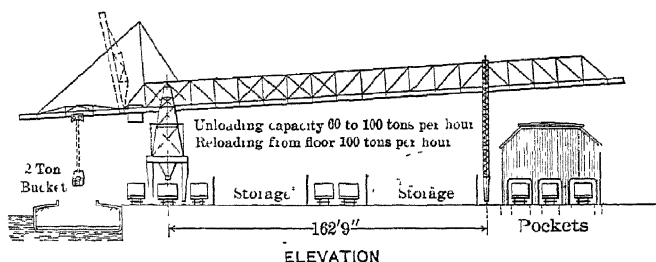 Unloading capacity 60 to 100 tons per hour
Reloading from floor 100 tons per hour
2 Ton
Bucket
Storage
Storage
162'9"
Pockets
ELEVATION